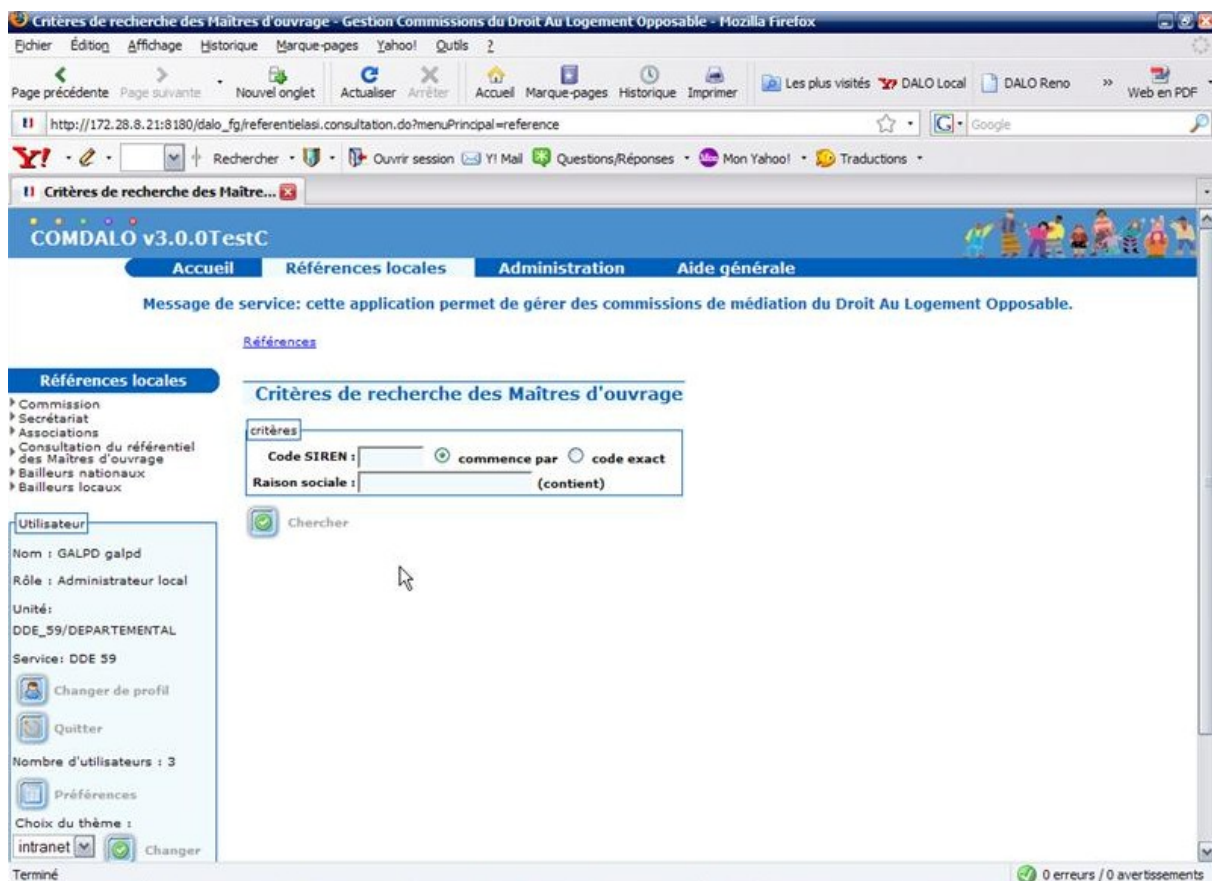 Critères de recherche des Maîtres d'ouvrage - Gestion Commissions du Droit Au Logement Opposable - Mozilla Firefox
Fichier Édition Affichage Historique Marque-pages Yahoo! Outils ?
Page précédente Page suivante Nouvel onglet Actualiser Arrêter Accueil Marque-pages Historique Imprimer Les plus visités DALO Local DALO Reno » Web en PDF
http://172.28.8.21:8180/dalo_fg/referentielasi.consultation.do?menuPrincipal=reference G Google
Y! Rechercher Ouvrir session Y! Mail Questions/Réponses Mon Yahoo! Traductions
Critères de recherche des Maître...
COMDALO v3.0.0TestC
Accueil Références locales Administration Aide générale
Message de service: cette application permet de gérer des commissions de médiation du Droit Au Logement Opposable.
Références
Références locales
Commission
Secrétariat
Associations
Consultation du référentiel
des Maîtres d'ouvrage
Bailleurs nationaux
Bailleurs locaux
Critères de recherche des Maîtres d'ouvrage
critères
Code SIREN : commence par code exact
Raison sociale : (contient)
Chercher
Utilisateur
Nom : GALPD galpd
Rôle : Administrateur local
Unité:
DDE_59/DEPARTEMENTAL
Service: DDE 59
Changer de profil
Quitter
Nombre d'utilisateurs : 3
Préférences
Choix du thème :
intranet Changer
Terminé 0 erreurs / 0 avertissements